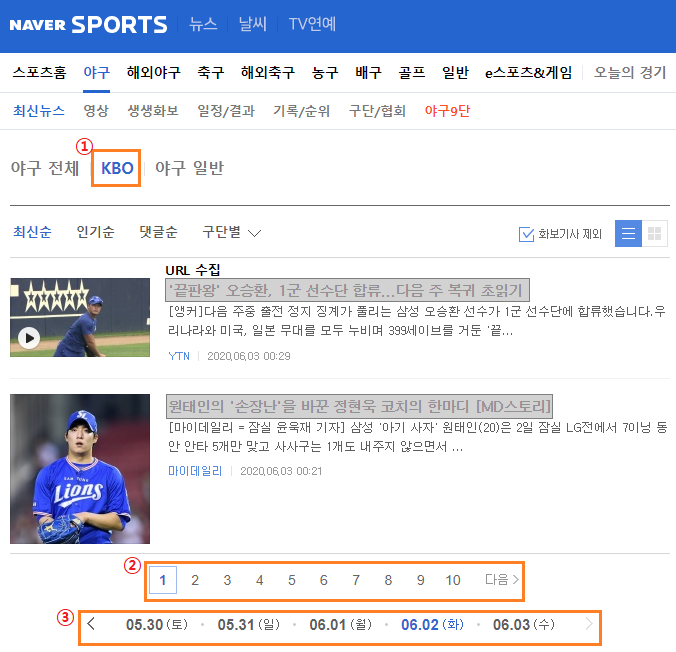 NAVER SPORTS 뉴스 날씨 TV연예
스포츠홈 야구 해외야구 축구 해외축구 농구 배구 골프 일반 e스포츠&게임 오늘의 경기
최신뉴스 영상 생생화보 일정/결과 기록/순위 구단/협회 야구9단
①
야구 전체 KBO 야구 일반
최신순 인기순 댓글순 구단별 화보기사 제외
URL 수집
'끝판왕' 오승환, 1군 선수단 합류...다음 주 복귀 초읽기
[앵커]다음 주중 출전 정지 징계가 풀리는 삼성 오승환 선수가 1군 선수단에 합류했습니다.우
리나라와 미국, 일본 무대를 모두 누비며 399세이브를 거둔 '끝...
YTN 2020.06.03 00:29
원태인의 '손장난'을 바꾼 정현욱 코치의 한마디 [MD스토리]
[마이데일리 = 잠실 윤욱재 기자] 삼성 '아기 사자' 원태인(20)은 2일 잠실 LG전에서 7이닝 동
안 안타 5개만 맞고 사사구는 1개도 내주지 않으면서 ...
마이데일리 2020.06.03 00:21
SAMSUNG
Lions
②
1 2 3 4 5 6 7 8 9 10 다음 >
③
< 05.30 (토) · 05.31 (일) · 06.01 (월) · 06.02 (화) · 06.03 (수) >